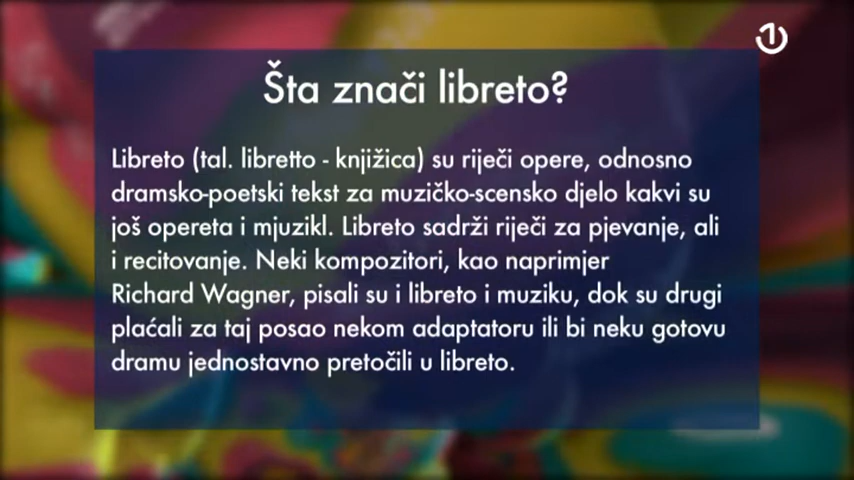 Šta znači libreto?
Libreto (tal. libretto - knjižica) su riječi opere, odnosno
dramsko-poetski tekst za muzičko-scensko djelo kakvi su
još opereta i mjuzikl. Libreto sadrži riječi za pjevanje, ali
i recitovanje. Neki kompozitori, kao naprimjer
Richard Wagner, pisali su i libreto i muziku, dok su drugi
plaćali za taj posao nekom adaptatoru ili bi neku gotovu
dramu jednostavno pretočili u libreto.